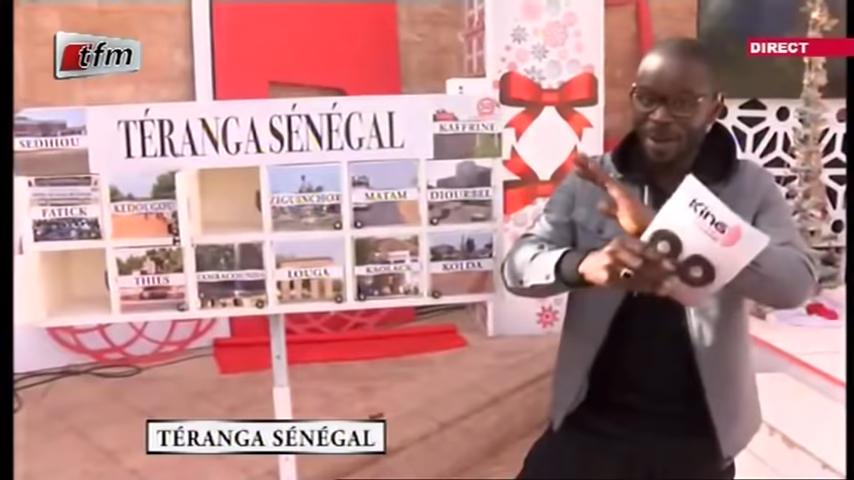 tfm
DIRECT
TÉRANGA SÉNÉGAL
KAFFRINE
SEDHIOU
FATICK
KEDOUGOU
ZIGUINCHOR
MATAM
DIOURBEL
THIES
TAMBACOUNDA
LOUGA
KAOLACK
KOLDA
King
TÉRANGA SÉNÉGAL